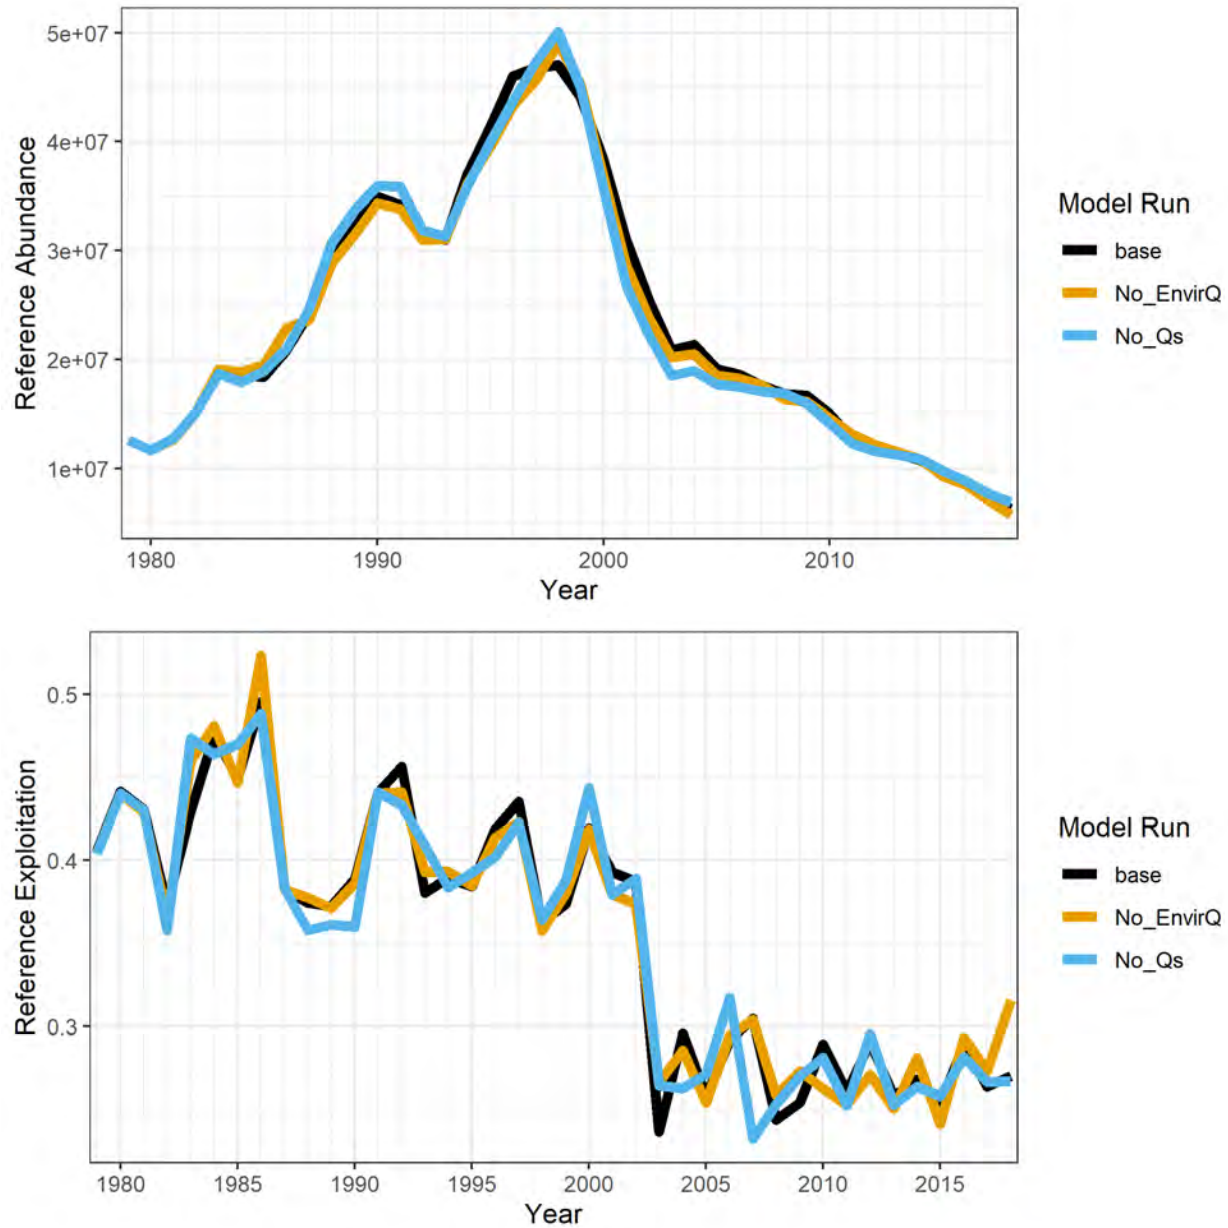 5e+07
4e+07
3e+07
2e+07
1e+07
Reference Abundance
1980 1990 2000 2010
Year
Model Run
base
No_EnvirQ
No_Qs
0.5
0.4
0.3
Reference Exploitation
1980 1985 1990 1995 2000 2005 2010 2015
Year
Model Run
base
No_EnvirQ
No_Qs